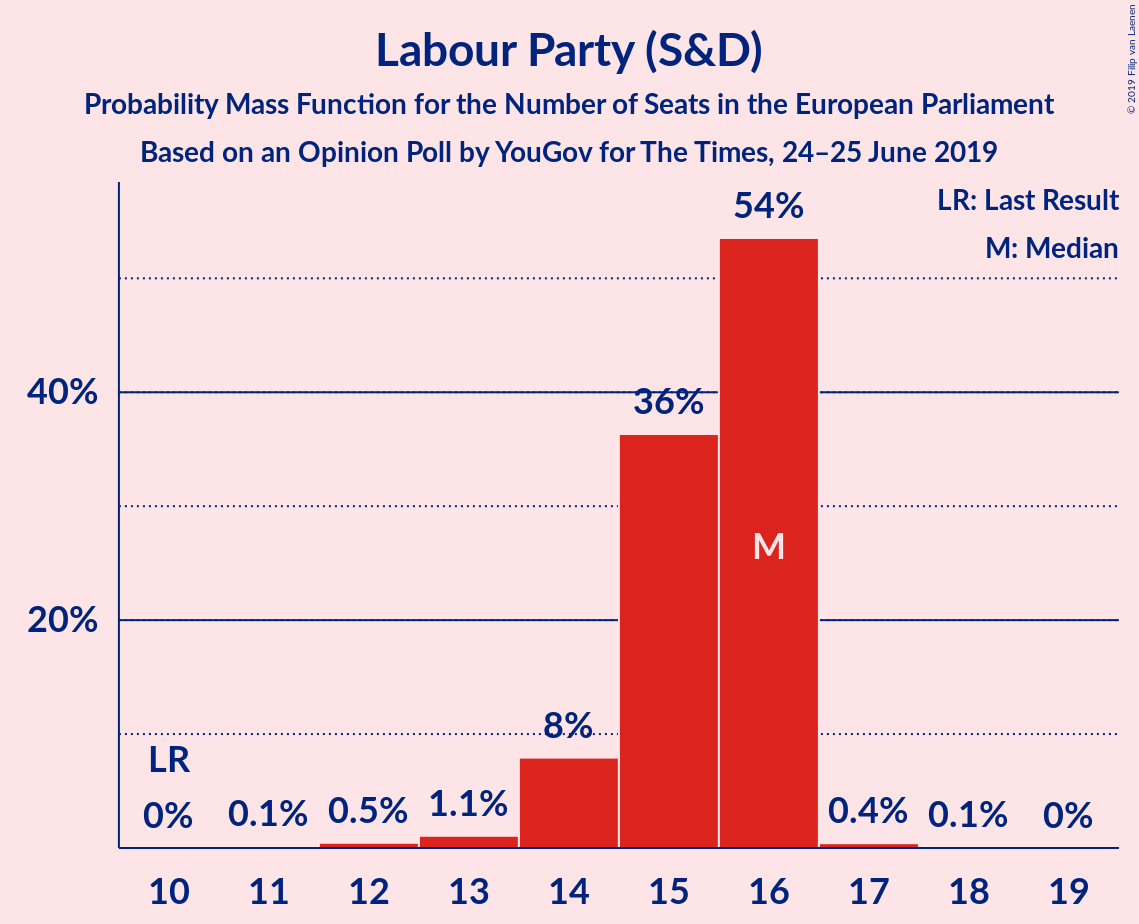 Labour Party (S&D)
Probability Mass Function for the Number of Seats in the European Parliament
Based on an Opinion Poll by YouGov for The Times, 24–25 June 2019
© 2019 Filip van Laenen
LR: Last Result
M: Median
40%
20%
LR
0%
0.1%
0.5%
1.1%
8%
36%
54%
M
0.4%
0.1%
0%
10 11 12 13 14 15 16 17 18 19